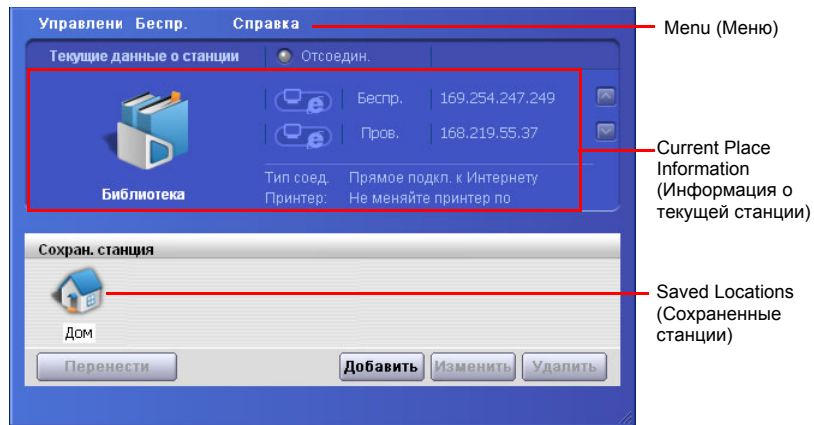 Управлени Беспр. Справка
Menu (Меню)
Текущие данные о станции
Отсоедин.
Беспр. 169.254.247.249
Пров. 168.219.55.37
Тип соед. Прямое подкл. к Интернету
Принтер: Не меняйте принтер по
Библиотека
Current Place
Information
(Информация о
текущей станции)
Сохран. станция
Дом
Saved Locations
(Сохраненные
станции)
Перенести Добавить Изменить Удалить